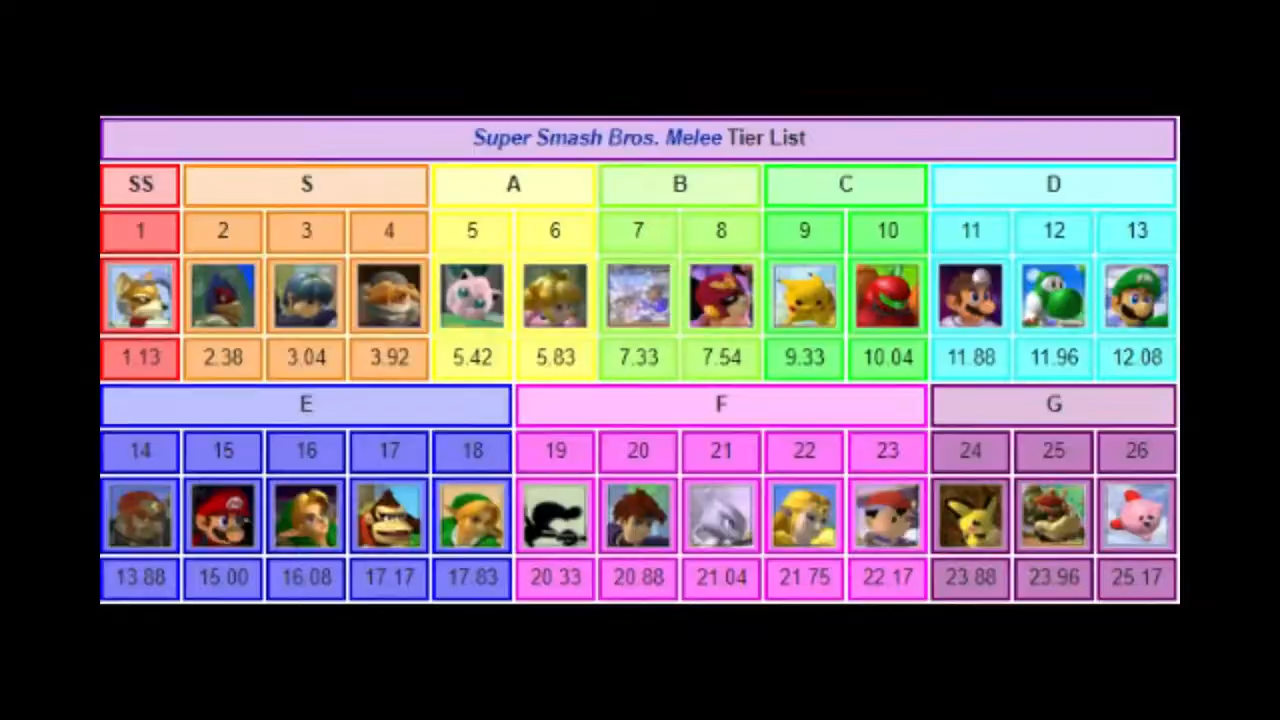 Super Smash Bros. Melee Tier List
SS S A B C D
1 2 3 4 5 6 7 8 9 10 11 12 13
1.13 2.38 3.04 3.92 5.42 5.83 7.33 7.54 9.33 10.04 11.88 11.96 12.08
E F G
14 15 16 17 18 19 20 21 22 23 24 25 26
13.88 15.00 16.08 17.17 17.83 20.33 20.88 21.04 21.75 22.17 23.88 23.96 25.17